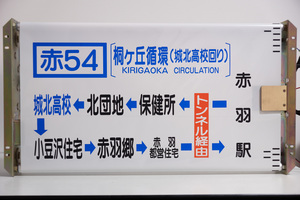 赤54
桐ヶ丘循環(城北高校回り)
KIRIGAOKA CIRCULATION
城北高校←北団地←保健所←
トンネル経由
赤羽駅
小豆沢住宅→赤羽郷→赤羽都営住宅→